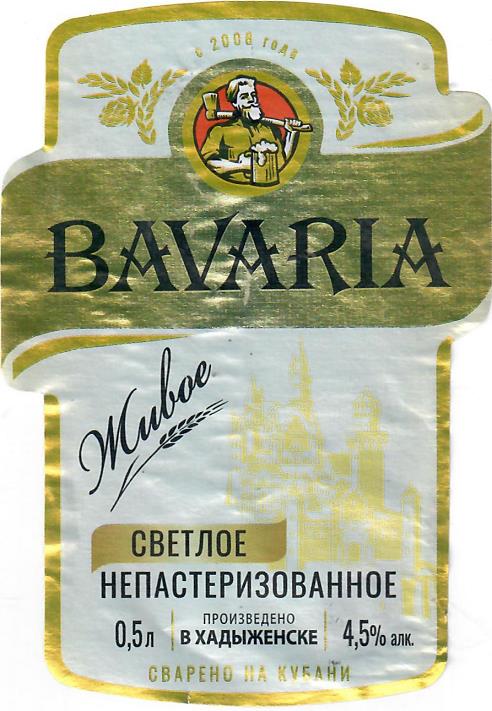 с 2008 года
BAVARIA
Живое
СВЕТЛОЕ
НЕПАСТЕРИЗОВАННОЕ
0,5 л
ПРОИЗВЕДЕНО
В ХАДЫЖЕНСКЕ
4,5% алк.
СВАРЕНО НА КУБАНИ